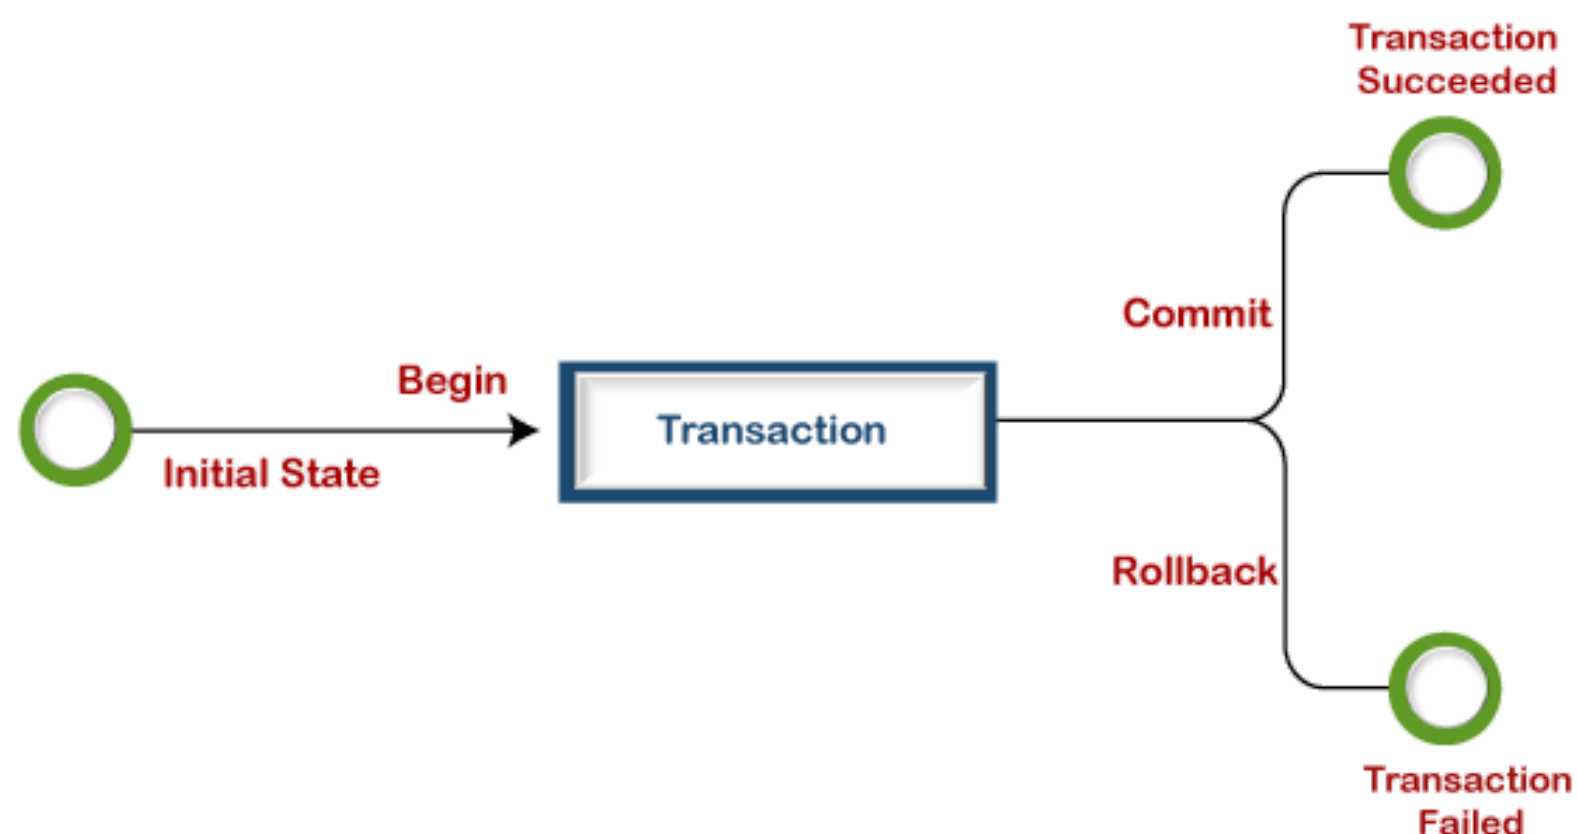 Transaction
Succeeded
Commit
Begin
Transaction
Initial State
Rollback
Transaction
Failed